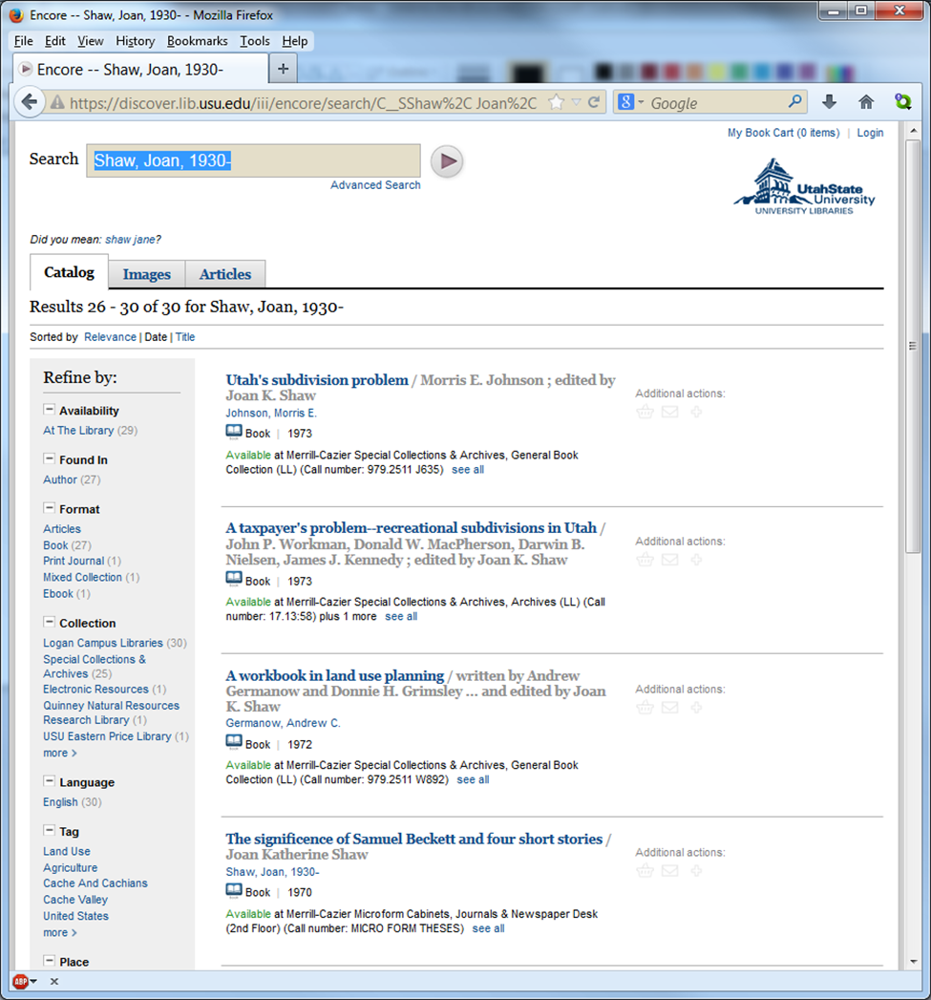 Encore -- Shaw, Joan, 1930- - Mozilla Firefox
File Edit View History Bookmarks Tools Help
Encore -- Shaw, Joan, 1930-
https://discover.lib.usu.edu/iii/encore/search/C__SShaw%2C Joan%2C
Google
My Book Cart (0 items) | Login
Search Shaw, Joan, 1930-
Advanced Search
UtahState
University
UNIVERSITY LIBRARIES
Did you mean: shaw jane?
Catalog Images Articles
Results 26 - 30 of 30 for Shaw, Joan, 1930-
Sorted by Relevance | Date | Title
Refine by:
Availability
At The Library (29)
Found In
Author (27)
Format
Articles
Book (27)
Print Journal (1)
Mixed Collection (1)
Ebook (1)
Collection
Logan Campus Libraries (30)
Special Collections &
Archives (25)
Electronic Resources (1)
Quinney Natural Resources
Research Library (1)
USU Eastern Price Library (1)
more >
Language
English (30)
Tag
Land Use
Agriculture
Cache And Cachians
Cache Valley
United States
more >
Place
Utah's subdivision problem / Morris E. Johnson ; edited by
Joan K. Shaw
Johnson, Morris E.
Book | 1973
Available at Merrill-Cazier Special Collections & Archives, General Book
Collection (LL) (Call number: 979.2511 J635) see all
Additional actions:
A taxpayer's problem--recreational subdivisions in Utah /
John P. Workman, Donald W. MacPherson, Darwin B.
Nielsen, James J. Kennedy ; edited by Joan K. Shaw
Book | 1973
Available at Merrill-Cazier Special Collections & Archives, Archives (LL) (Call
number: 17.13:58) plus 1 more see all
Additional actions:
A workbook in land use planning / written by Andrew
Germanow and Donnie H. Grimsley ... and edited by Joan
K. Shaw
Germanow, Andrew C.
Book | 1972
Available at Merrill-Cazier Special Collections & Archives, General Book
Collection (LL) (Call number: 979.2511 W892) see all
Additional actions:
The significence of Samuel Beckett and four short stories /
Joan Katherine Shaw
Shaw, Joan, 1930-
Book | 1970
Available at Merrill-Cazier Microform Cabinets, Journals & Newspaper Desk
(2nd Floor) (Call number: MICRO FORM THESES) see all
Additional actions:
ABP